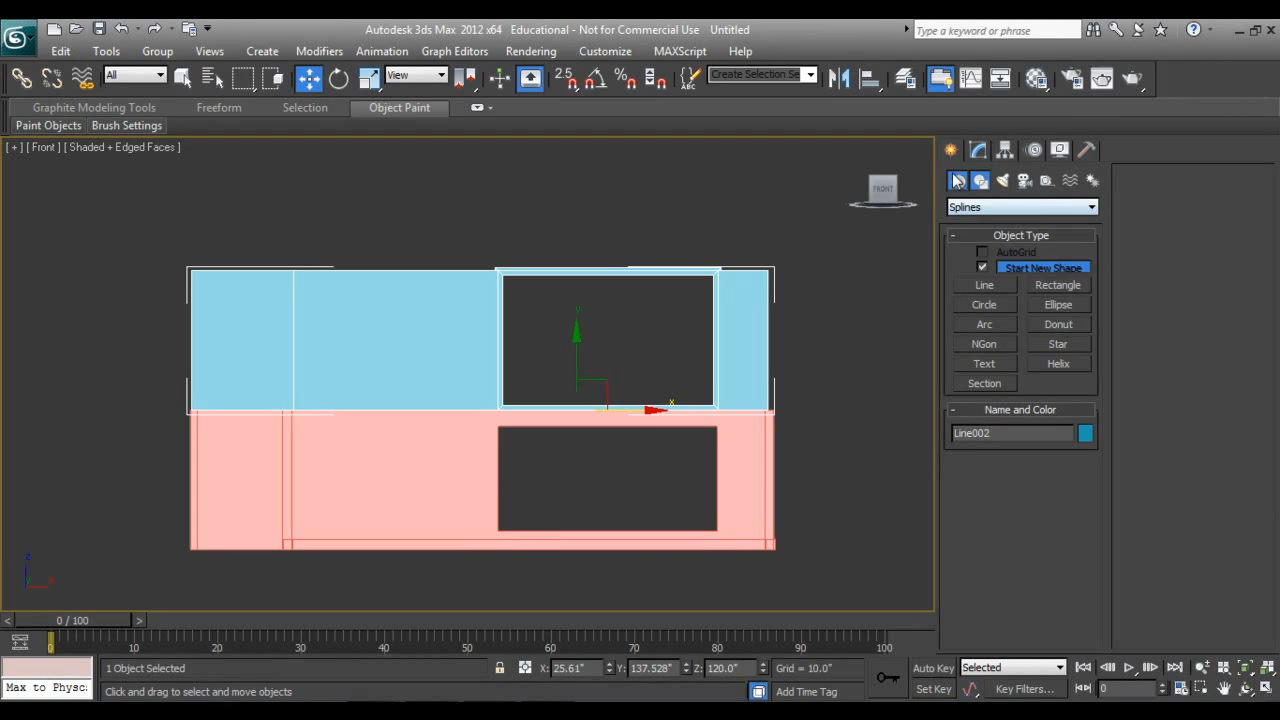 Autodesk 3ds Max 2012 x64    Educational - Not for Commercial Use    Untitled
Type a keyword or phrase
Edit Tools Group Views Create Modifiers Animation Graph Editors Rendering Customize MAXScript Help
All View 2.5 Create Selection Se
Graphite Modeling Tools Freeform Selection Object Paint
Paint Objects Brush Settings
[ + ] [ Front ] [ Shaded + Edged Faces ]
FRONT
Splines
- Object Type
AutoGrid
Start New Shape
Line Rectangle
Circle Ellipse
Arc Donut
NGon Star
Text Helix
Section
- Name and Color
Line002
y
x
z
x
< 0 / 100 >
0 10 20 30 40 50 60 70 80 90 100
1 Object Selected X: 25.61" Y: 137.528" Z: 120.0" Grid = 10.0" Auto Key Selected
Max to Physc Click and drag to select and move objects Add Time Tag Set Key Key Filters... 0